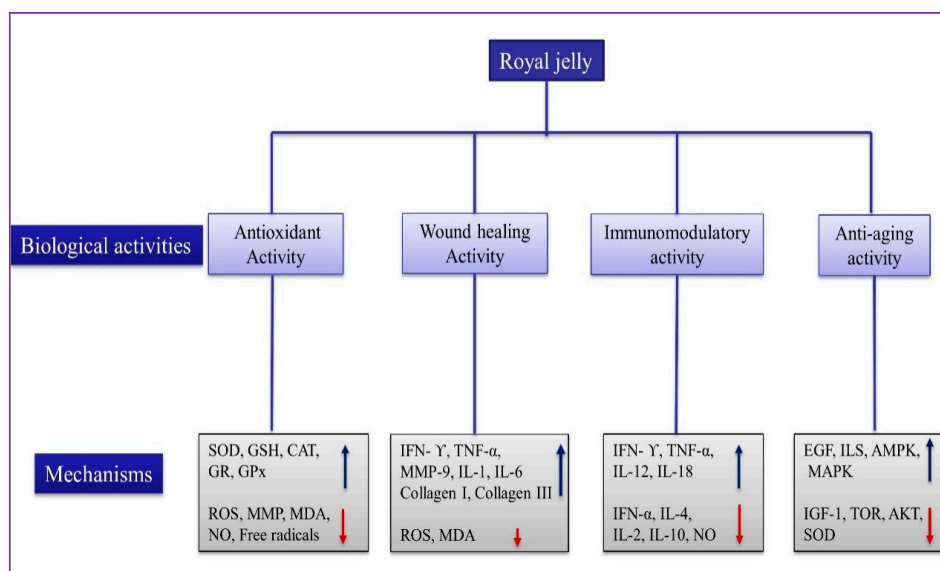 Royal jelly
Biological activities
Antioxidant
Activity
Wound healing
Activity
Immunomodulatory
activity
Anti-aging
activity
Mechanisms
SOD, GSH, CAT,
GR, GPx
ROS, MMP, MDA,
NO, Free radicals
IFN- ϒ, TNF-α,
MMP-9, IL-1, IL-6
Collagen I, Collagen III
ROS, MDA
IFN- ϒ, TNF-α,
IL-12, IL-18
IFN-α, IL-4,
IL-2, IL-10, NO
EGF, ILS, AMPK,
MAPK
IGF-1, TOR, AKT,
SOD